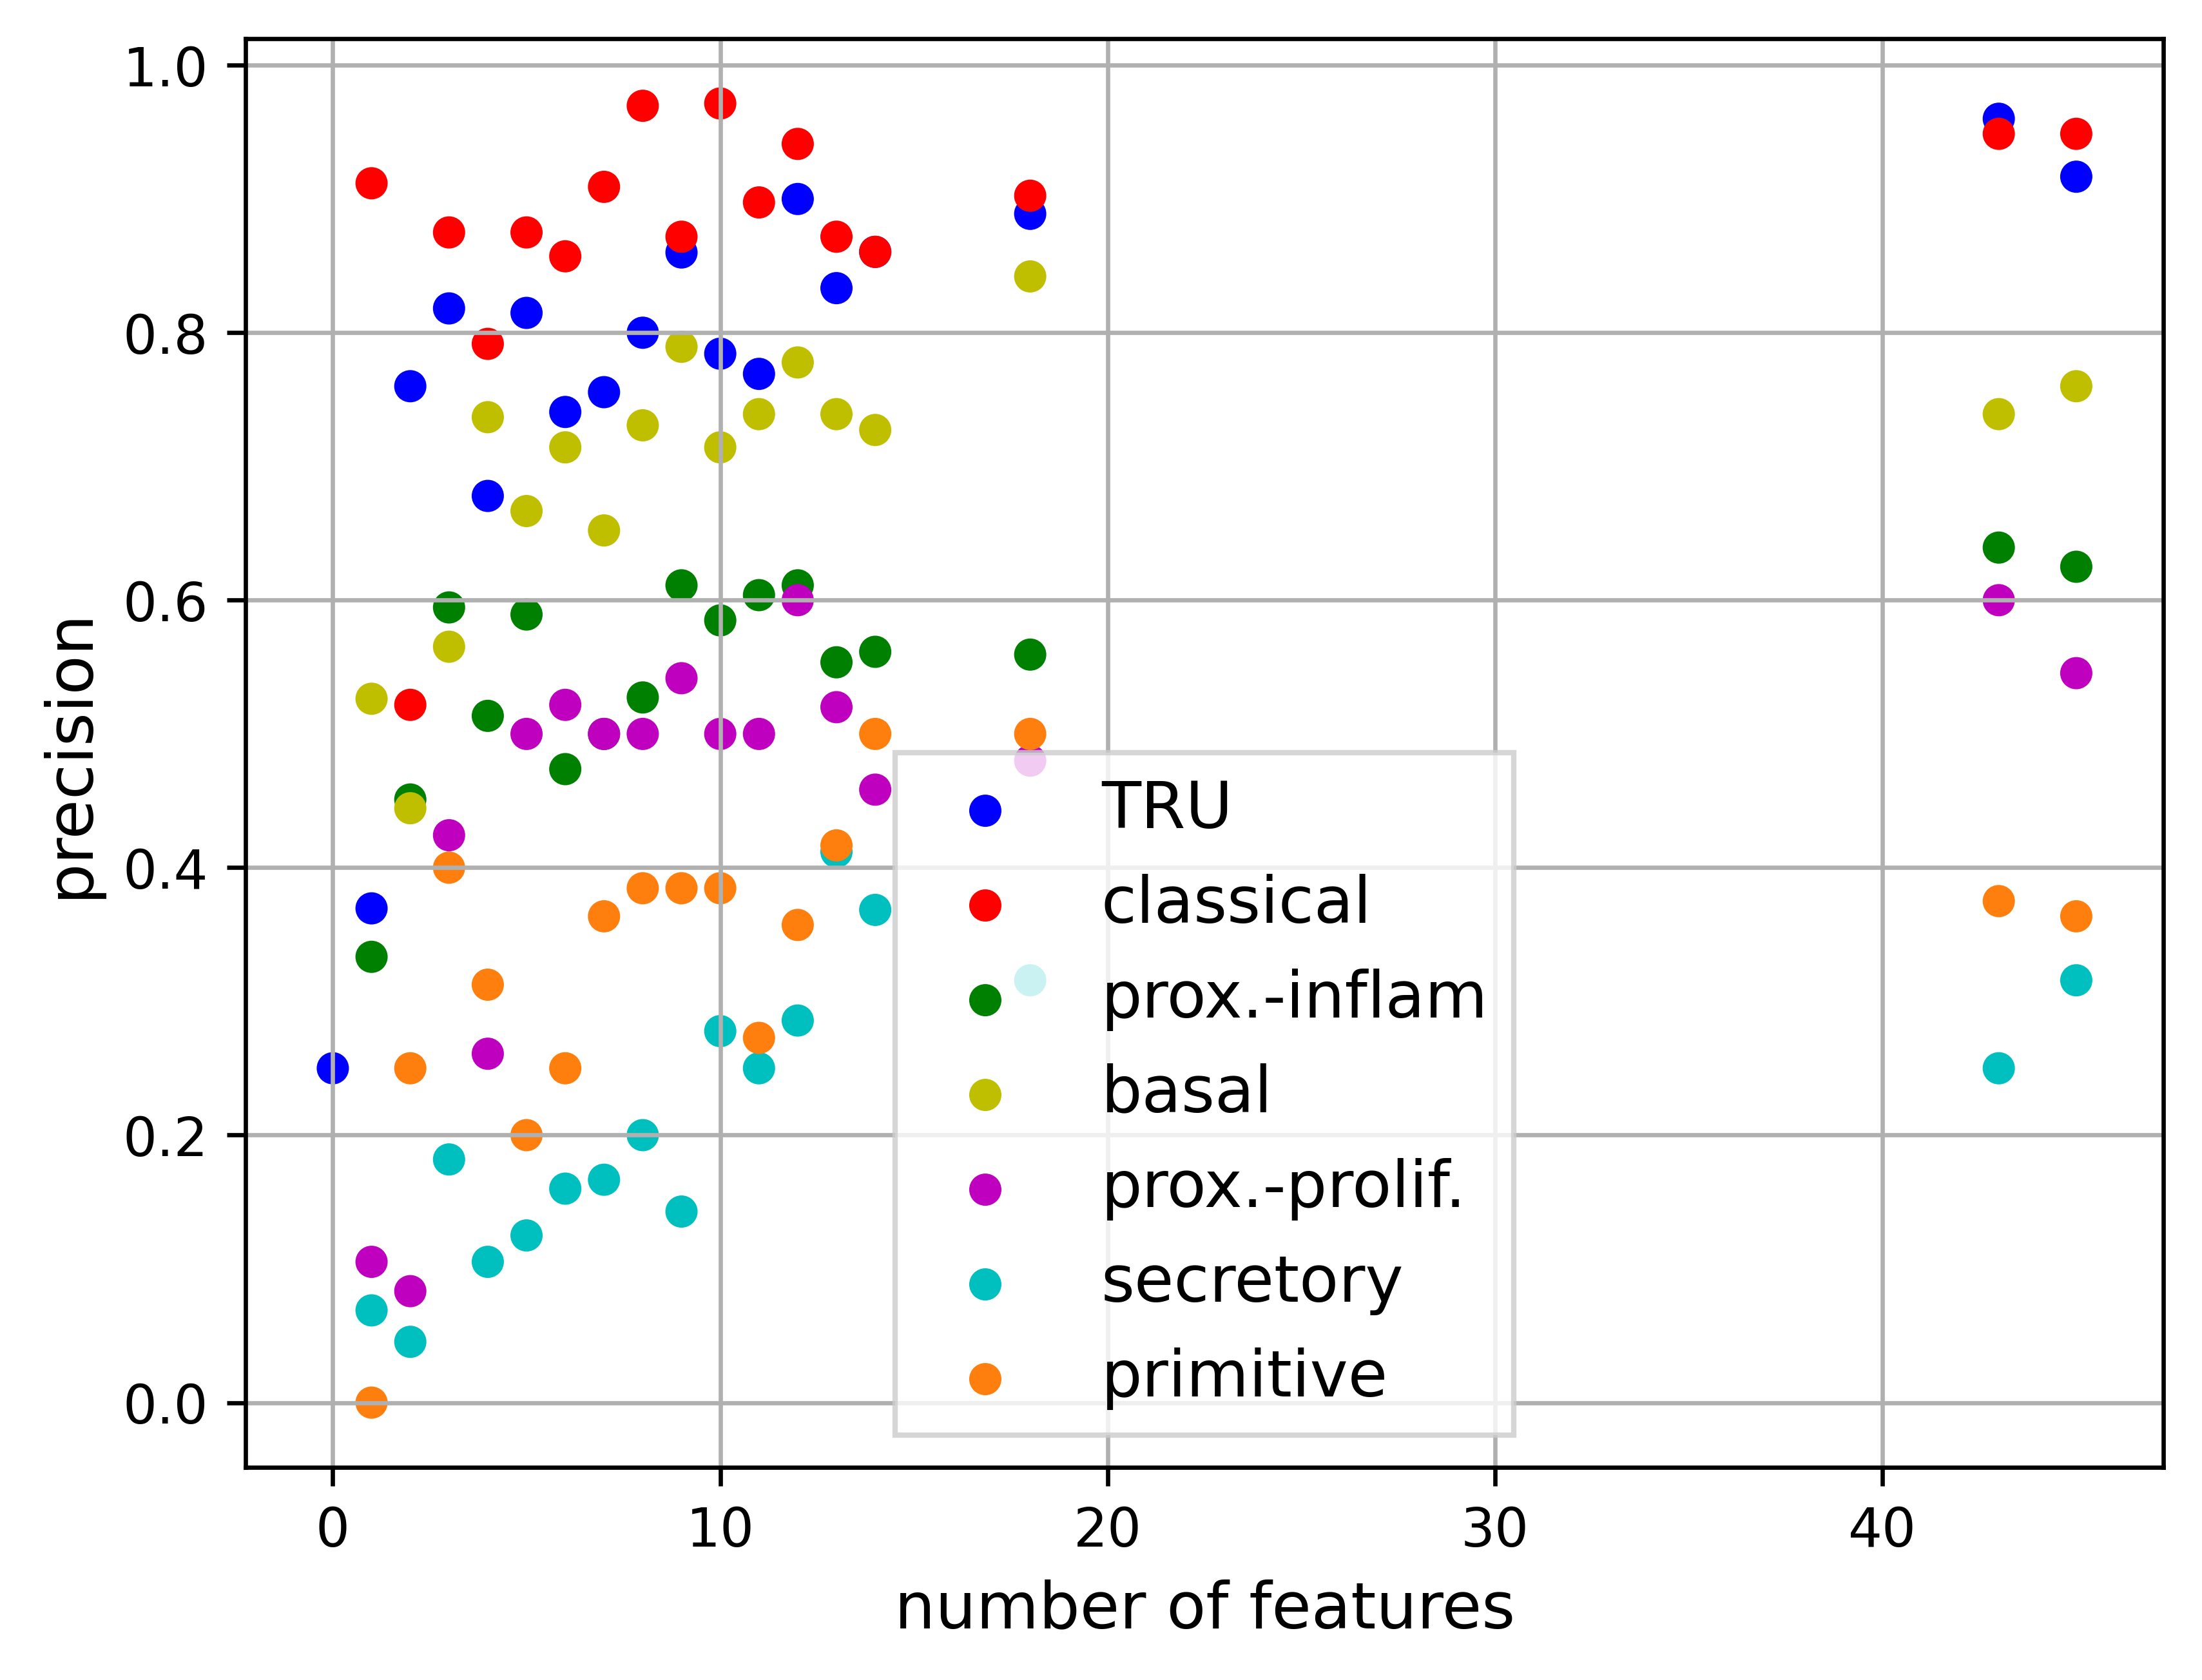 1.0
0.8
0.6
0.4
0.2
0.0
precision
TRU
classical
prox.-inflam
basal
prox.-prolif.
secretory
primitive
0 10 20 30 40
number of features